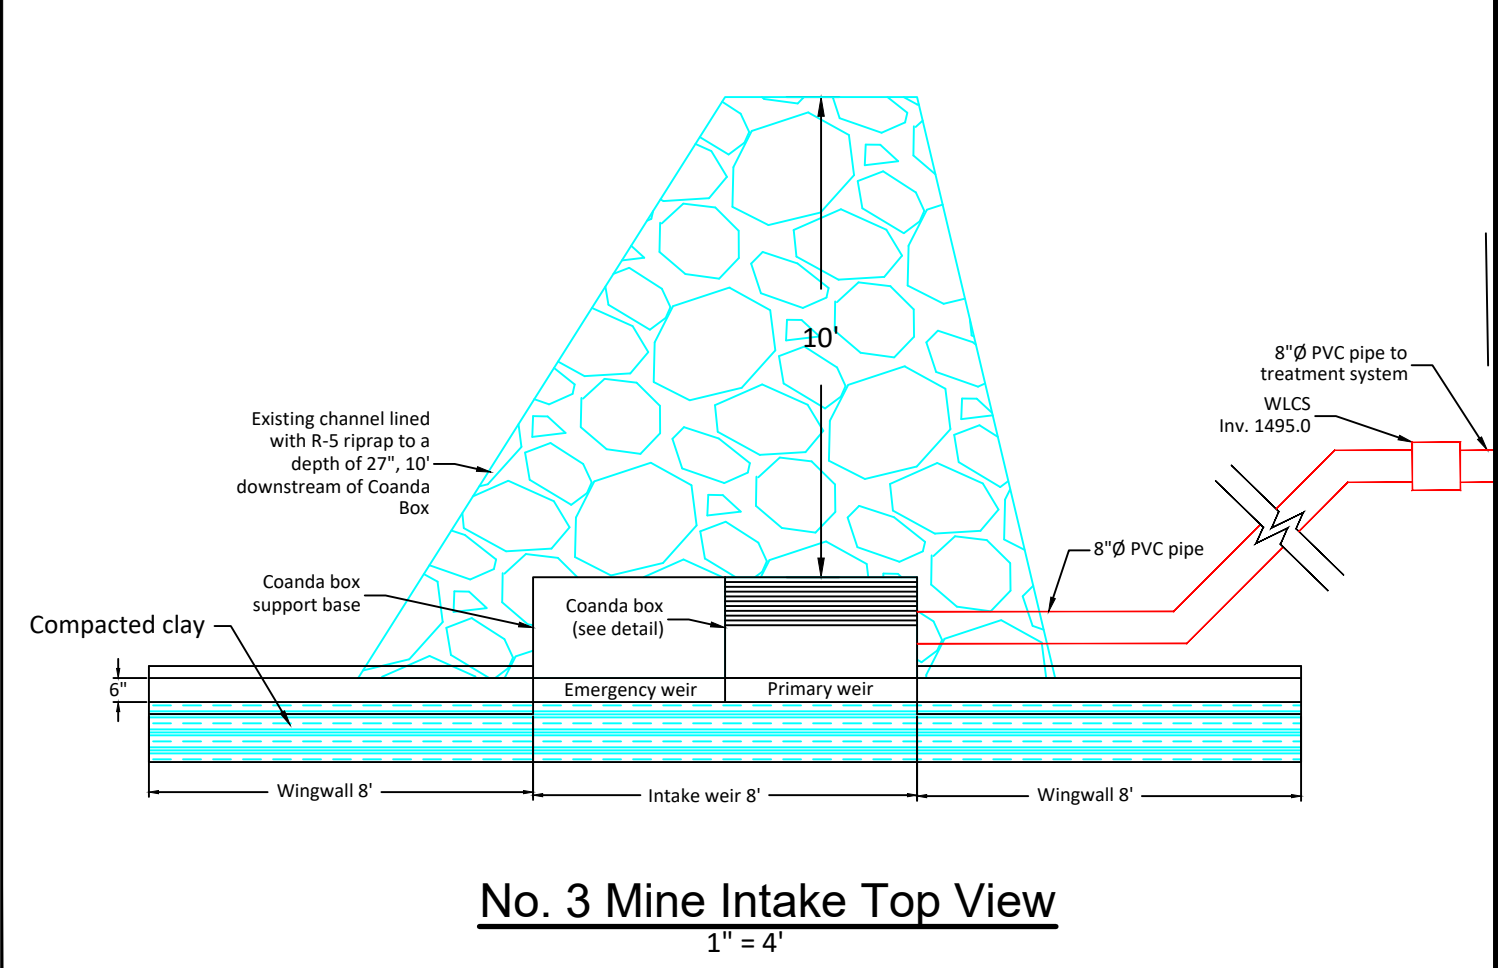 10'
8"Ø PVC pipe to
treatment system
WLCS
Inv. 1495.0
Existing channel lined
with R-5 riprap to a
depth of 27", 10'
downstream of Coanda
Box
8"Ø PVC pipe
Coanda box
support base
Coanda box
(see detail)
Compacted clay
6"
Emergency weir
Primary weir
Wingwall 8'
Intake weir 8'
Wingwall 8'
No. 3 Mine Intake Top View
1" = 4'